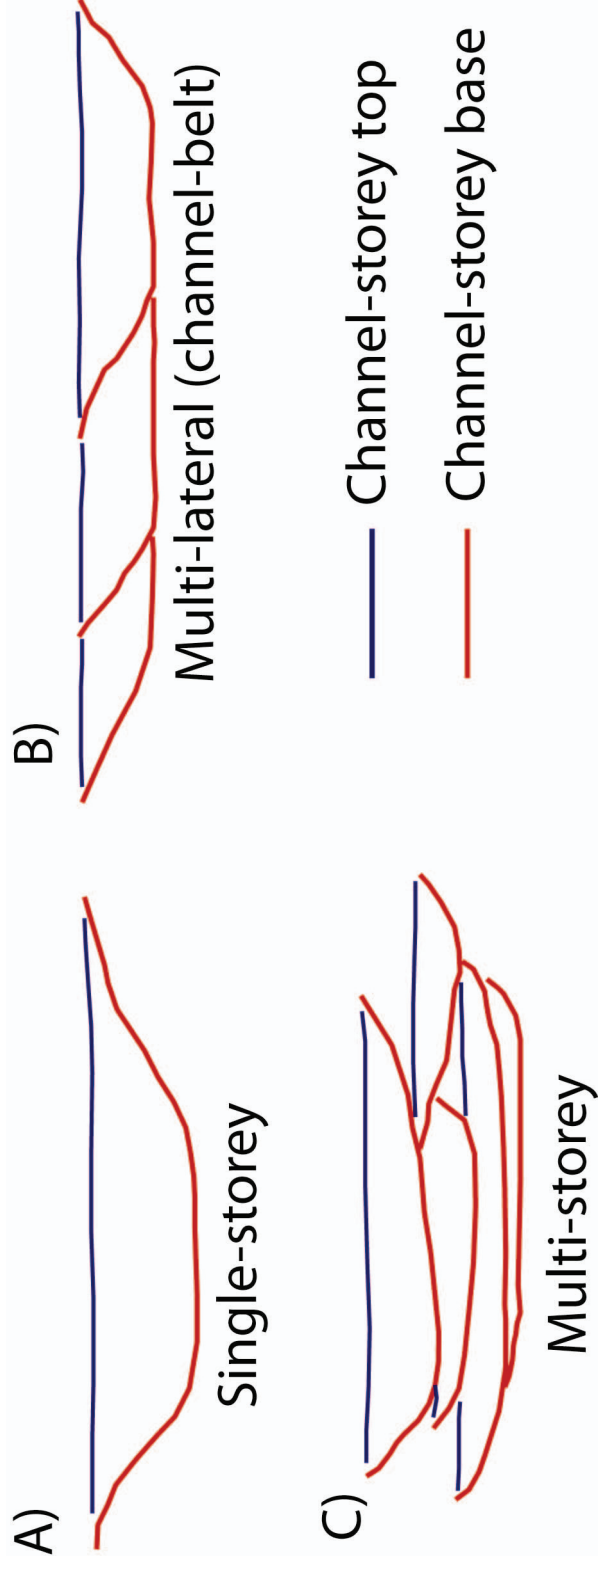 A)
Single-storey
B)
Multi-lateral (channel-belt)
C)
Multi-storey
Channel-storey top
Channel-storey base